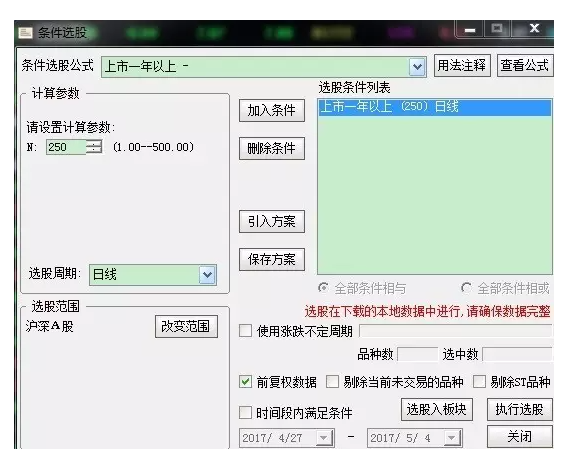 条件选股
条件选股公式 上市一年以上 - 用法注释 查看公式
计算参数
请设置计算参数:
N: 250 (1.00--500.00)
选股周期: 日线
加入条件
删除条件
引入方案
保存方案
选股条件列表
上市一年以上 (250) 日线
全部条件相与 全部条件相或
选股范围
沪深A股 改变范围
选股在下载的本地数据中进行,请确保数据完整
使用涨跌不定周期
品种数 选中数
前复权数据 剔除当前未交易的品种 剔除ST品种
时间段内满足条件 选股入板块 执行选股
2017/ 4/27 - 2017/ 5/ 4 关闭